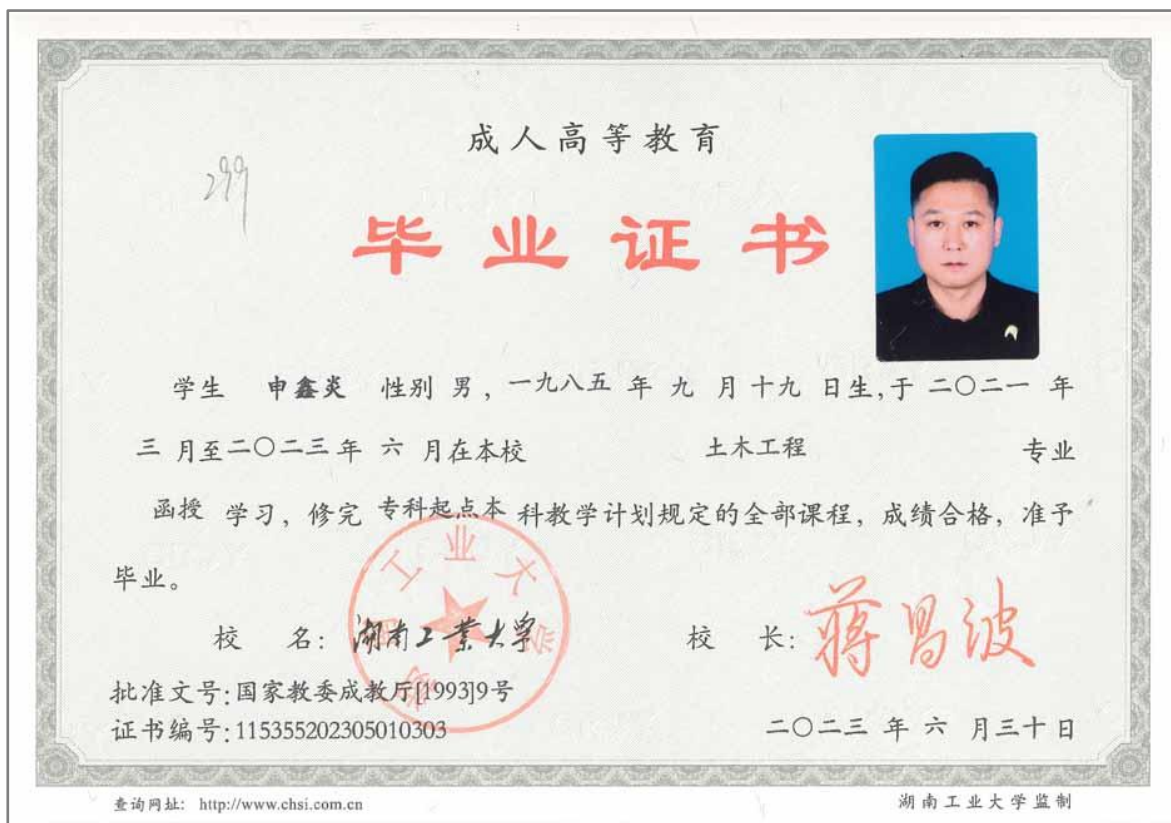 成人高等教育
299
毕业证书
学生 申鑫炎 性别 男，一九八五 年 九 月 十九 日生，于 二〇二一 年
三 月至二〇二三年 六 月在本校 土木工程 专业
函授 学习，修完 专科起点本 科教学计划规定的全部课程，成绩合格，准予
毕业。
校 名：湖南工业大学 校 长：蒋昌波
湖南工业大学
批准文号：国家教委成教厅[1993]9号
证书编号：115355202305010303
二〇二三 年 六 月三十日
查询网址： http://www.chsi.com.cn
湖南工业大学监制